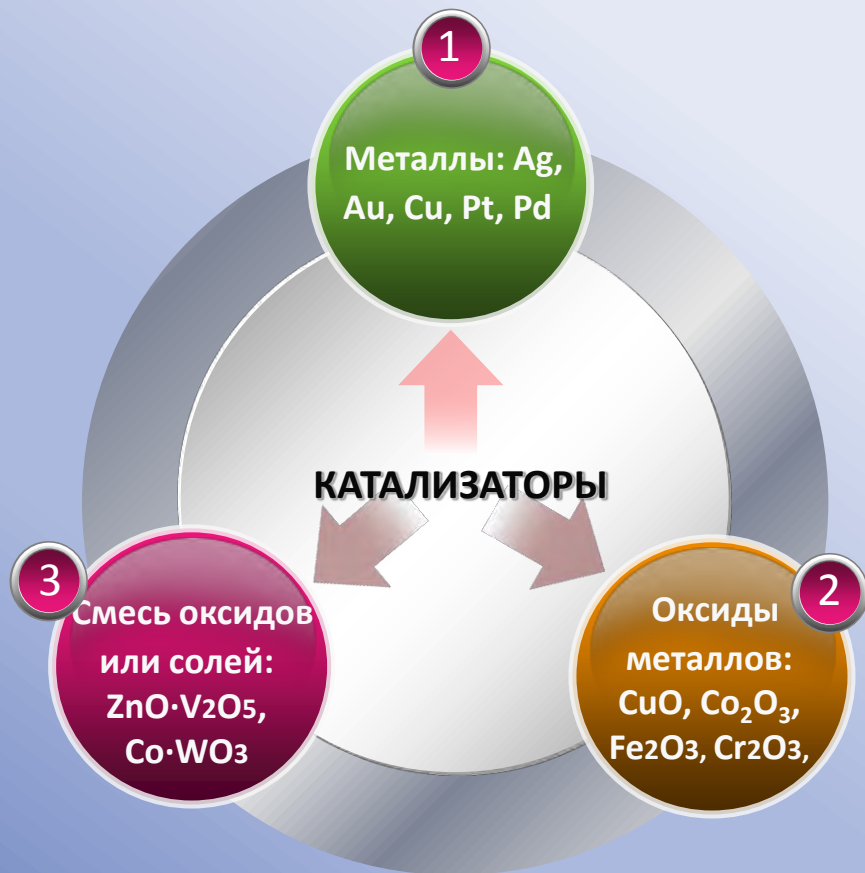 1
Металлы: Ag,
Au, Cu, Pt, Pd
КАТАЛИЗАТОРЫ
3
Смесь оксидов
или солей:
ZnO·V2O5,
Co·WO3
2
Оксиды
металлов:
CuO, Co₂O₃,
Fe2O3, Cr2O3,